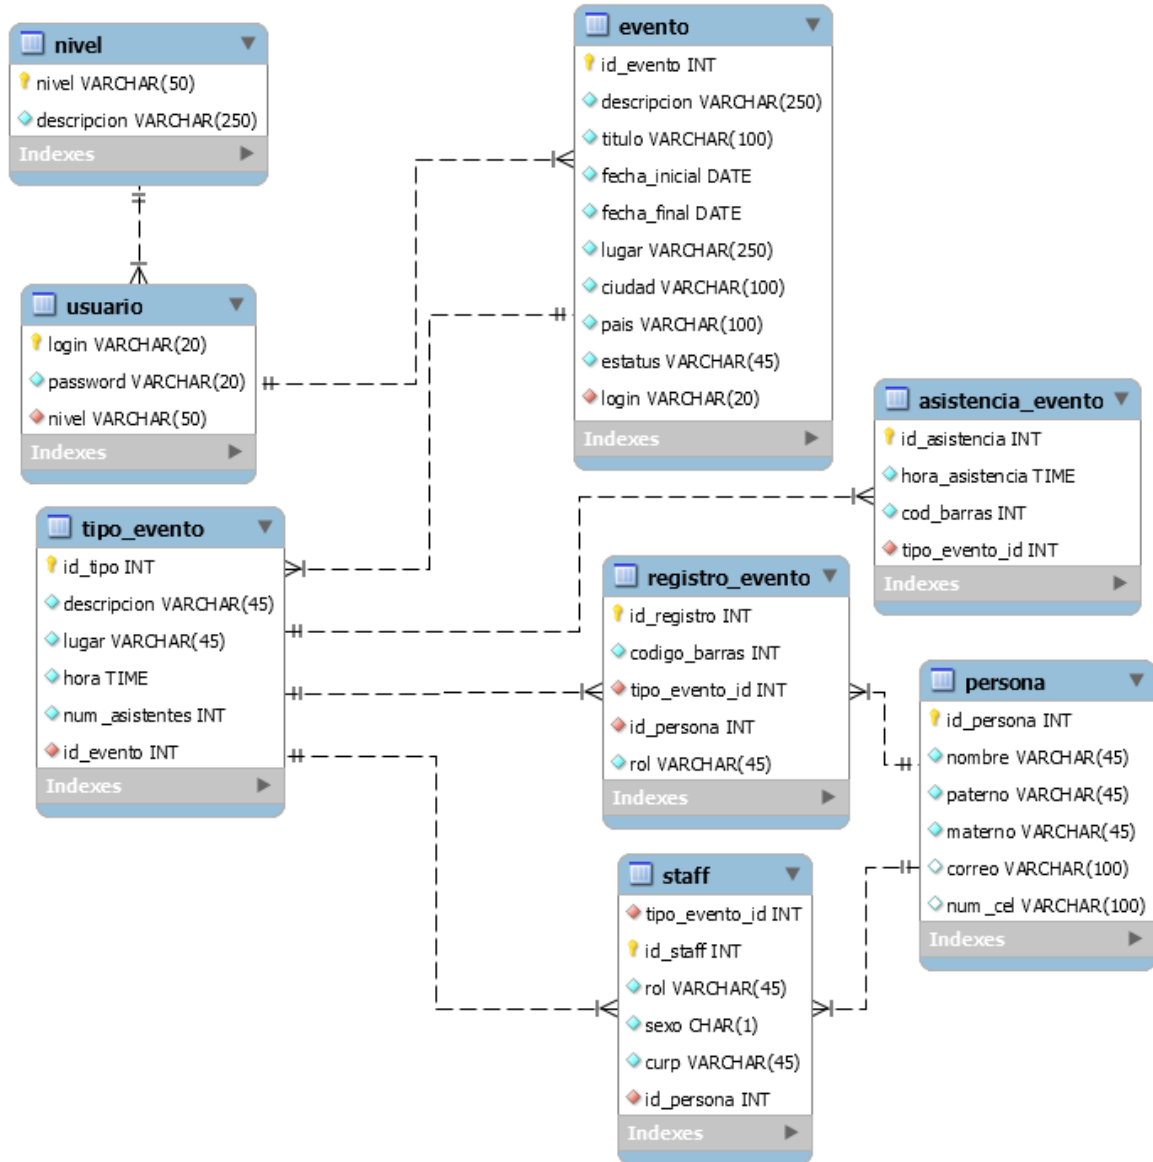 nivel
nivel VARCHAR(50)
descripcion VARCHAR(250)
Indexes
usuario
login VARCHAR(20)
password VARCHAR(20)
nivel VARCHAR(50)
Indexes
evento
id_evento INT
descripcion VARCHAR(250)
titulo VARCHAR(100)
fecha_inicial DATE
fecha_final DATE
lugar VARCHAR(250)
ciudad VARCHAR(100)
pais VARCHAR(100)
estatus VARCHAR(45)
login VARCHAR(20)
Indexes
asistencia_evento
id_asistencia INT
hora_asistencia TIME
cod_barras INT
tipo_evento_id INT
Indexes
tipo_evento
id_tipo INT
descripcion VARCHAR(45)
lugar VARCHAR(45)
hora TIME
num_asistentes INT
id_evento INT
Indexes
registro_evento
id_registro INT
codigo_barras INT
tipo_evento_id INT
id_persona INT
rol VARCHAR(45)
Indexes
persona
id_persona INT
nombre VARCHAR(45)
paterno VARCHAR(45)
materno VARCHAR(45)
correo VARCHAR(100)
num_cel VARCHAR(100)
Indexes
staff
tipo_evento_id INT
id_staff INT
rol VARCHAR(45)
sexo CHAR(1)
curp VARCHAR(45)
id_persona INT
Indexes